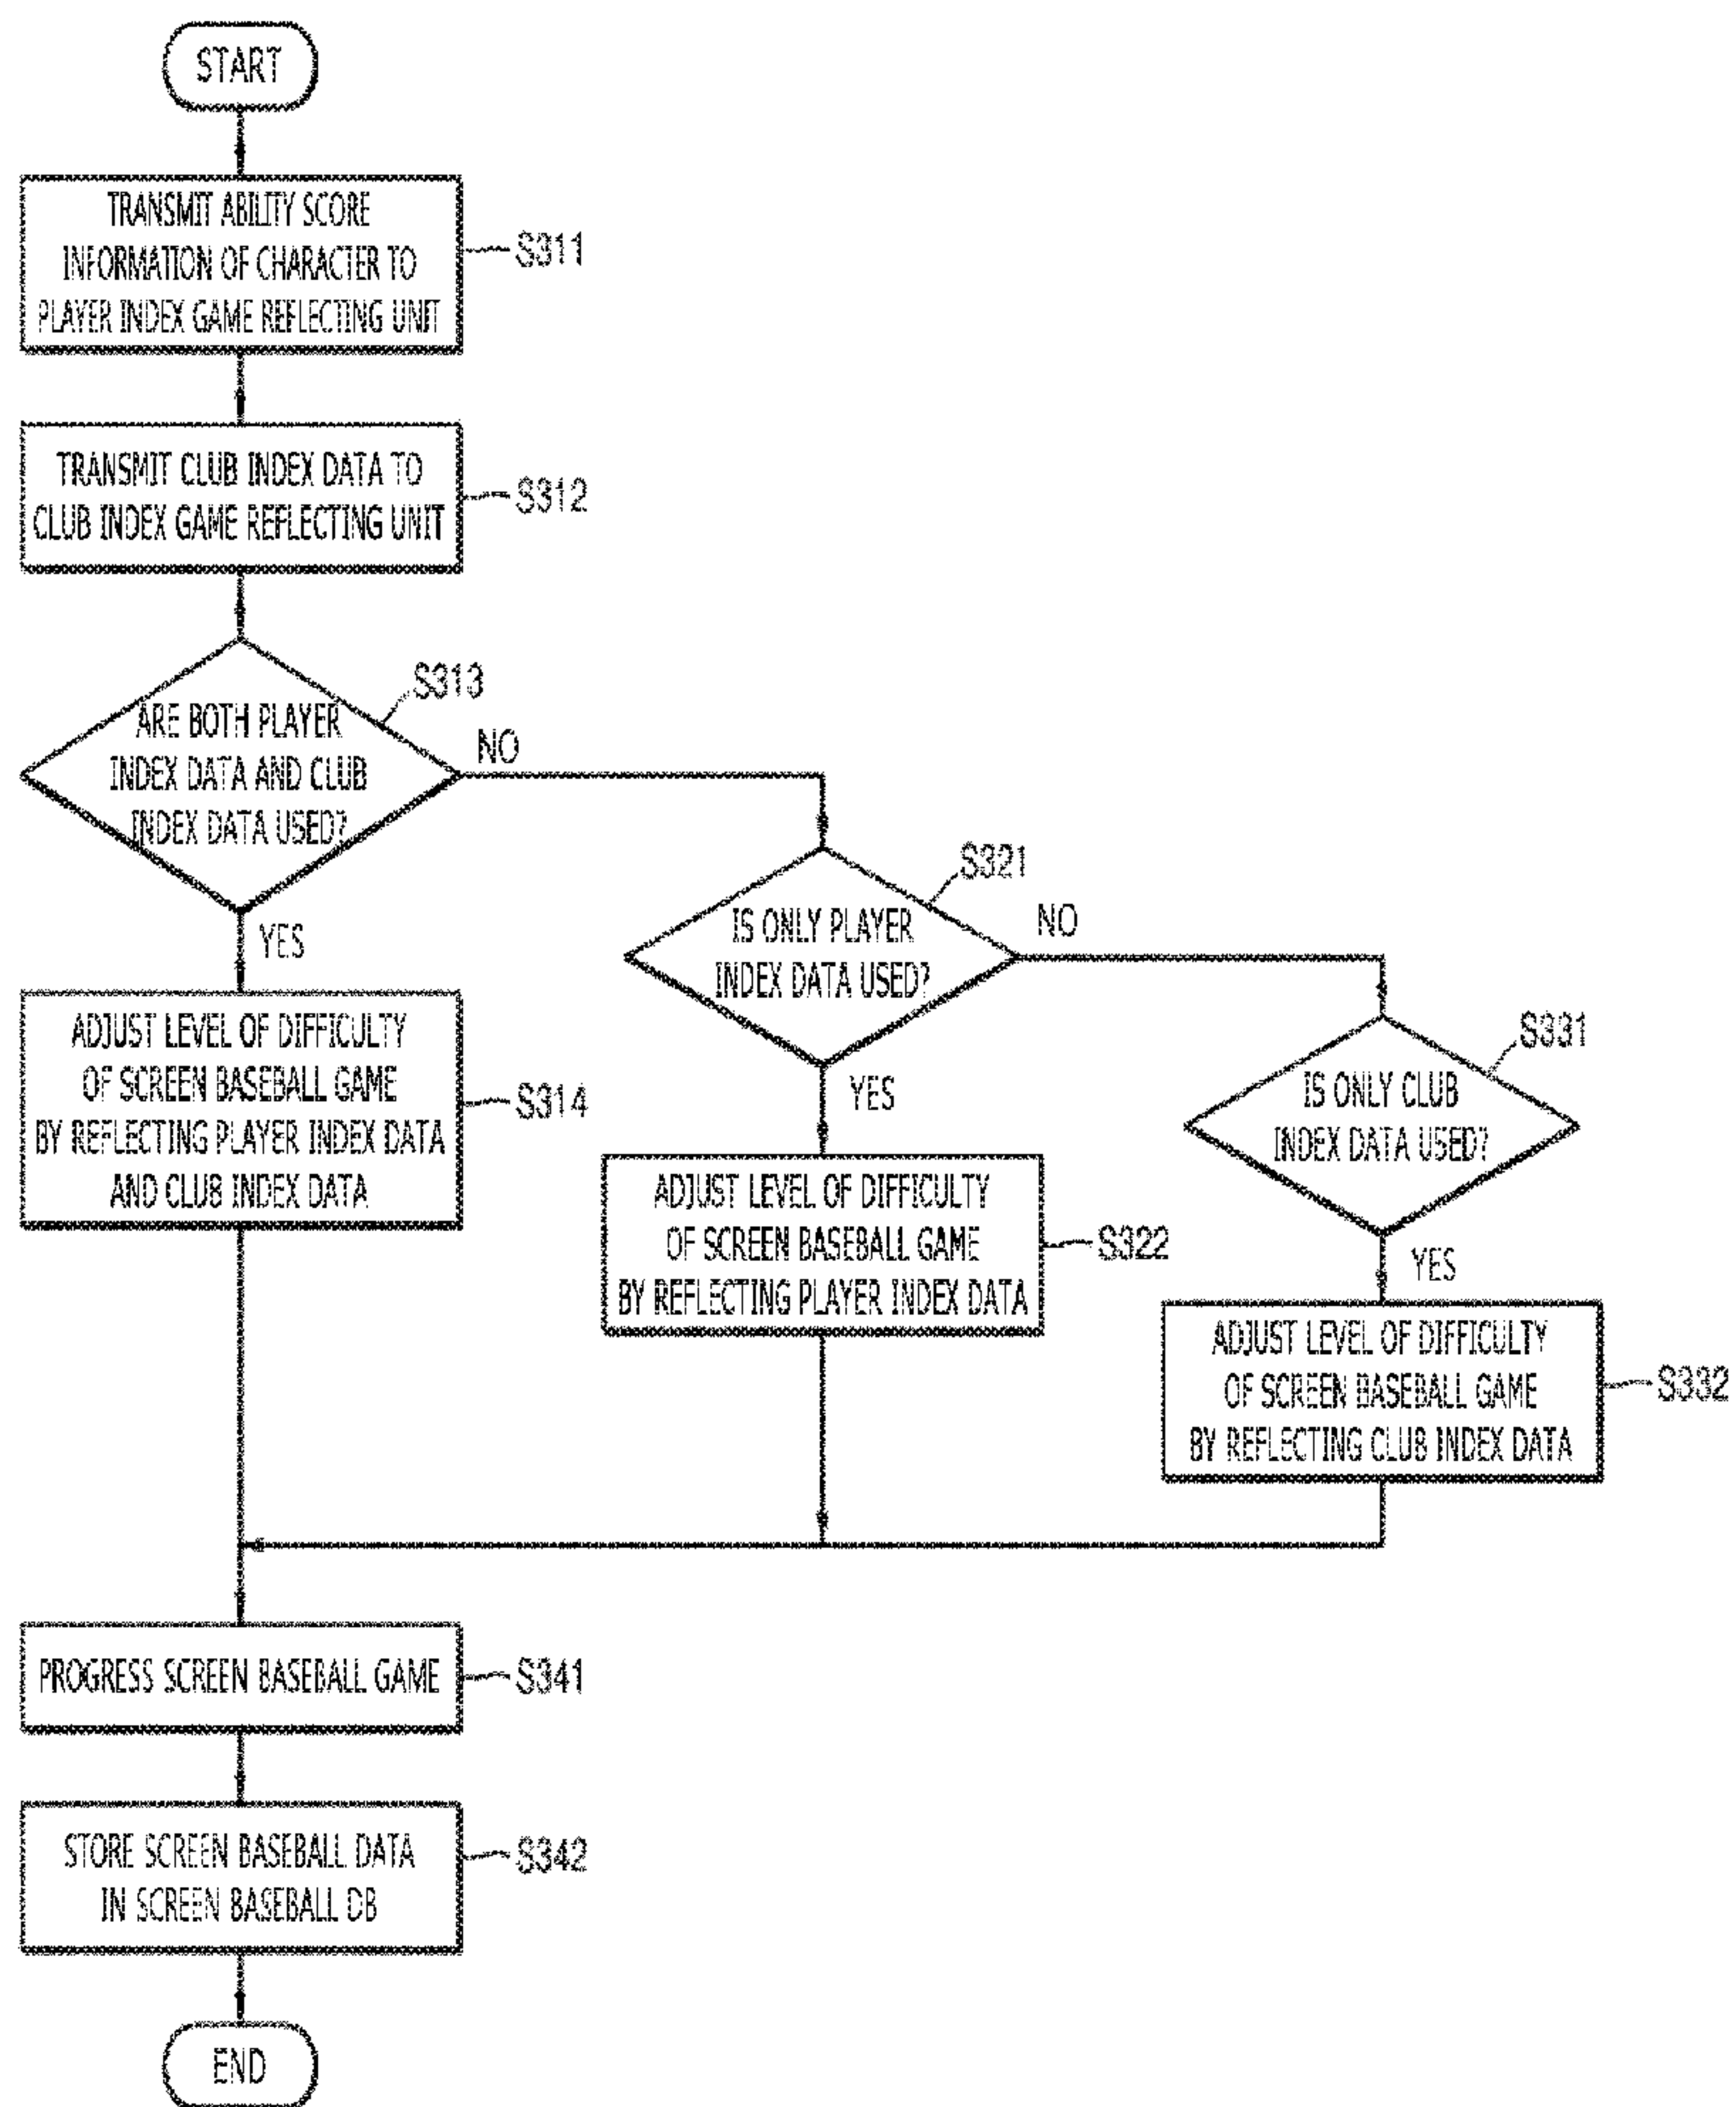 START
TRANSMIT ABILITY SCORE
INFORMATION OF CHARACTER TO
PLAYER INDEX GAME REFLECTING UNIT
S311
TRANSMIT CLUB INDEX DATA TO
CLUB INDEX GAME REFLECTING UNIT
S312
ARE BOTH PLAYER
INDEX DATA AND CLUB
INDEX DATA USED?
S313
NO
YES
IS ONLY PLAYER
INDEX DATA USED?
S321
NO
YES
IS ONLY CLUB
INDEX DATA USED?
S331
YES
ADJUST LEVEL OF DIFFICULTY
OF SCREEN BASEBALL GAME
BY REFLECTING PLAYER INDEX DATA
AND CLUB INDEX DATA
S314
ADJUST LEVEL OF DIFFICULTY
OF SCREEN BASEBALL GAME
BY REFLECTING PLAYER INDEX DATA
S322
ADJUST LEVEL OF DIFFICULTY
OF SCREEN BASEBALL GAME
BY REFLECTING CLUB INDEX DATA
S332
PROGRESS SCREEN BASEBALL GAME
S341
STORE SCREEN BASEBALL DATA
IN SCREEN BASEBALL DB
S342
END